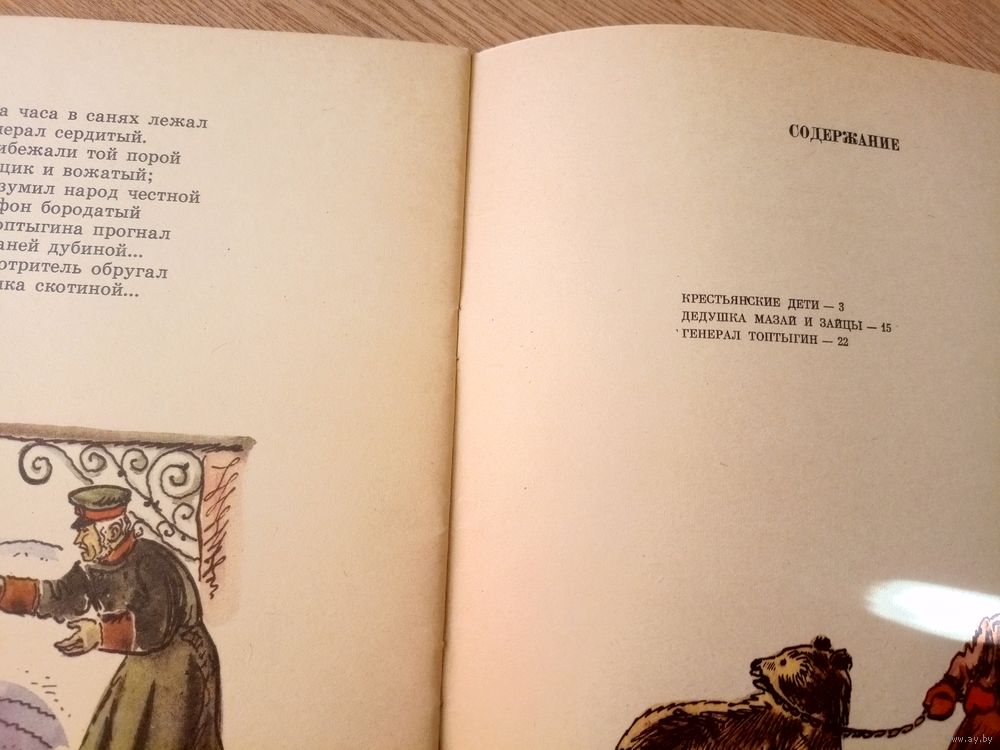 а часа в санях лежал
нерал сердитый.
ибежали той порой
щик и вожатый;
зумил народ честной
фон бородатый
оптыгина прогнал
аней дубиной...
отритель обругал
ика скотиной...
СОДЕРЖАНИЕ
КРЕСТЬЯНСКИЕ ДЕТИ — 3
ДЕДУШКА МАЗАЙ И ЗАЙЦЫ — 15
ГЕНЕРАЛ ТОПТЫГИН — 22
www.ay.by